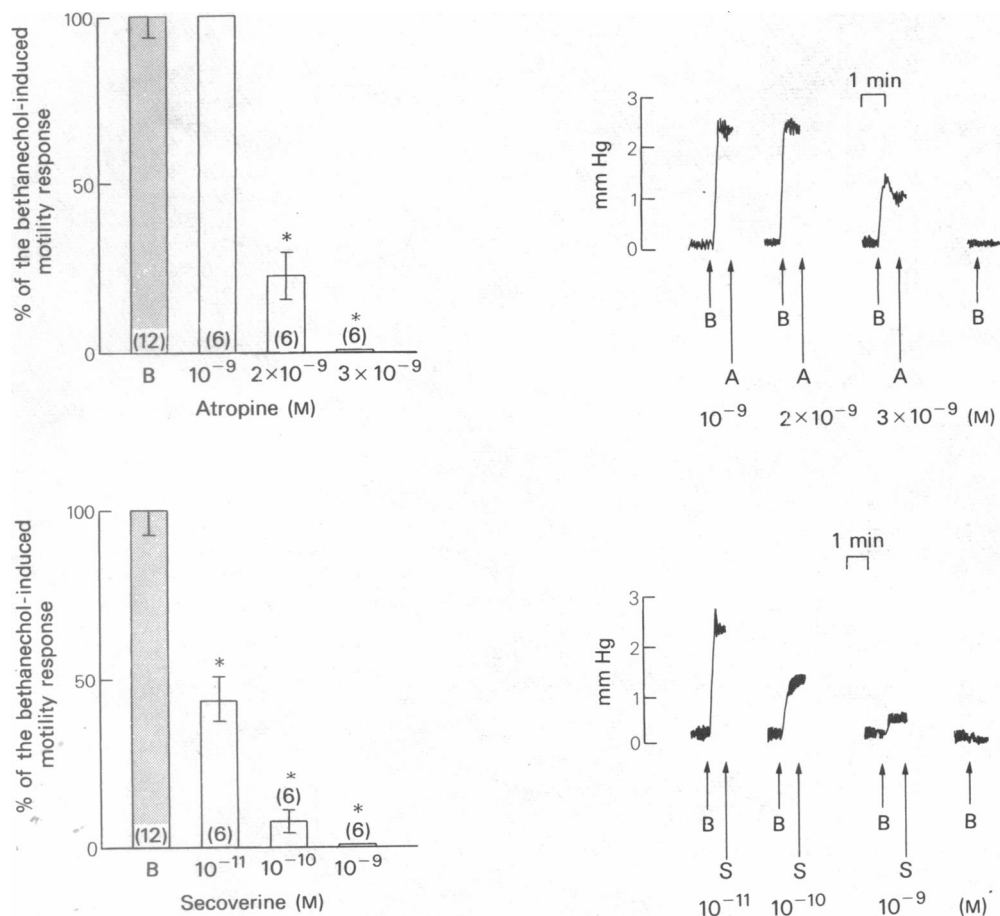 % of the bethanechol-induced
motility response
100
50
0
(12)
(6)
*
(6)
*
(6)
B
10⁻⁹
2×10⁻⁹
3×10⁻⁹
Atropine (M)
1 min
mm Hg
3
2
1
0
B
B
B
B
A
A
A
10⁻⁹
2×10⁻⁹
3×10⁻⁹ (M)
% of the bethanechol-induced
motility response
100
50
0
(12)
*
(6)
*
(6)
*
(6)
B
10⁻¹¹
10⁻¹⁰
10⁻⁹
Secoverine (M)
1 min
mm Hg
3
2
1
0
B
B
B
B
S
S
S
10⁻¹¹
10⁻¹⁰
10⁻⁹
(M)